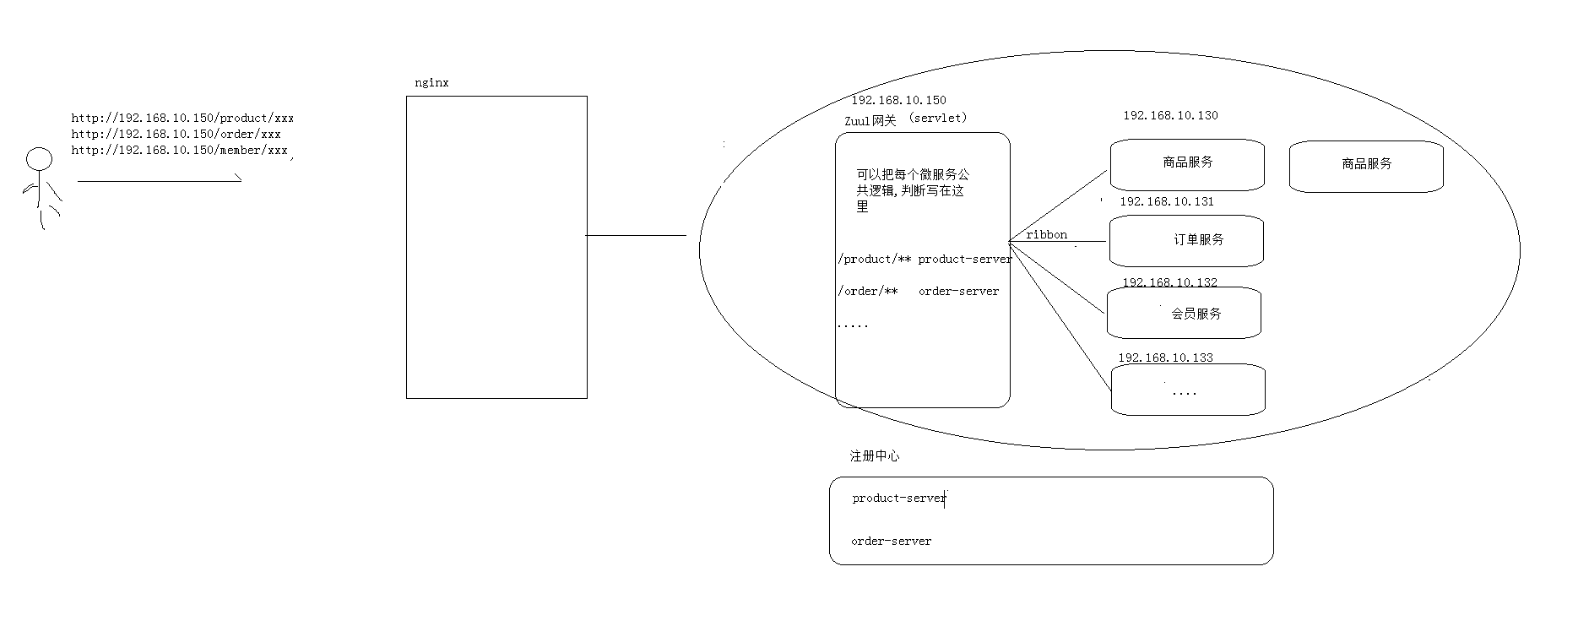 http://192.168.10.150/product/xxx
http://192.168.10.150/order/xxx
http://192.168.10.150/member/xxx
nginx
192.168.10.150
Zuul网关 (servlet)
可以把每个微服务公
共逻辑,判断写在这
里
/product/** product-server
/order/** order-server
.....
ribbon
192.168.10.130
商品服务
商品服务
192.168.10.131
订单服务
192.168.10.132
会员服务
192.168.10.133
....
注册中心
product-server
order-server